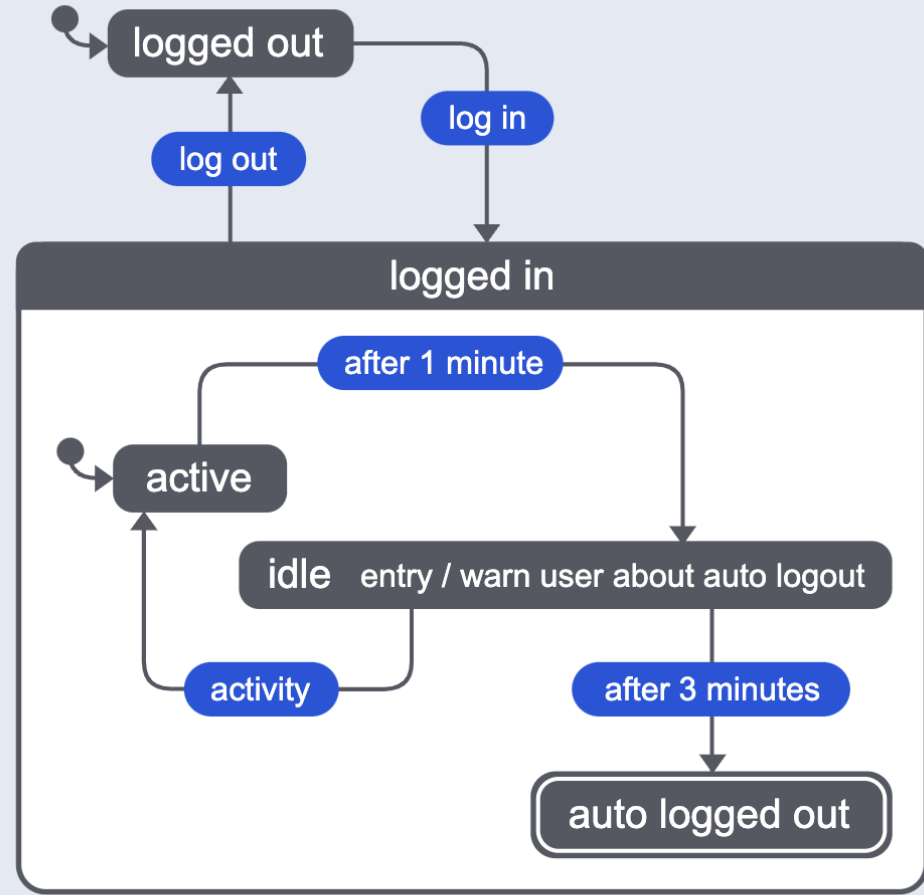 logged out
log in
log out
logged in
after 1 minute
active
idle entry / warn user about auto logout
activity
after 3 minutes
auto logged out